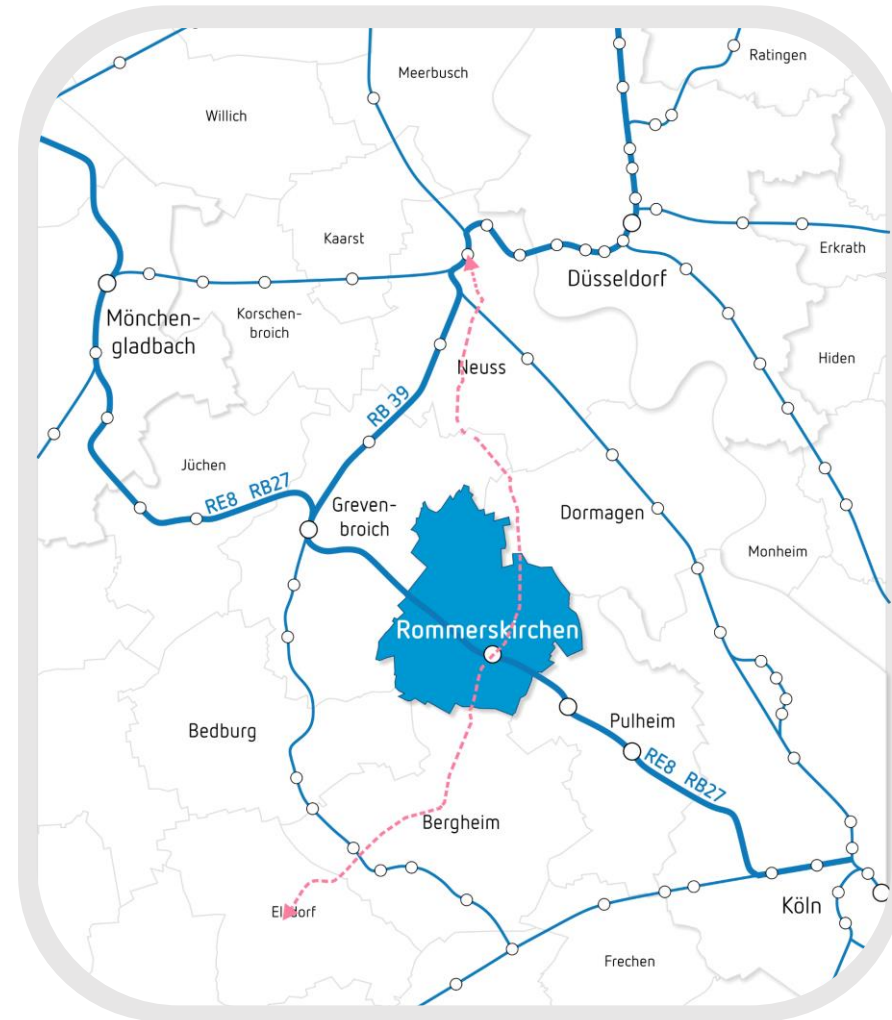 Ratingen
Meerbusch
Willich
Kaarst
Erkrath
Düsseldorf
Korschen-
broich
Mönchen-
gladbach
Hiden
Neuss
RB 39
Jüchen
RE8 RB27
Greven-
broich
Dormagen
Monheim
Rommerskirchen
Pulheim
Bedburg
RE8 RB27
Bergheim
Köln
Frechen